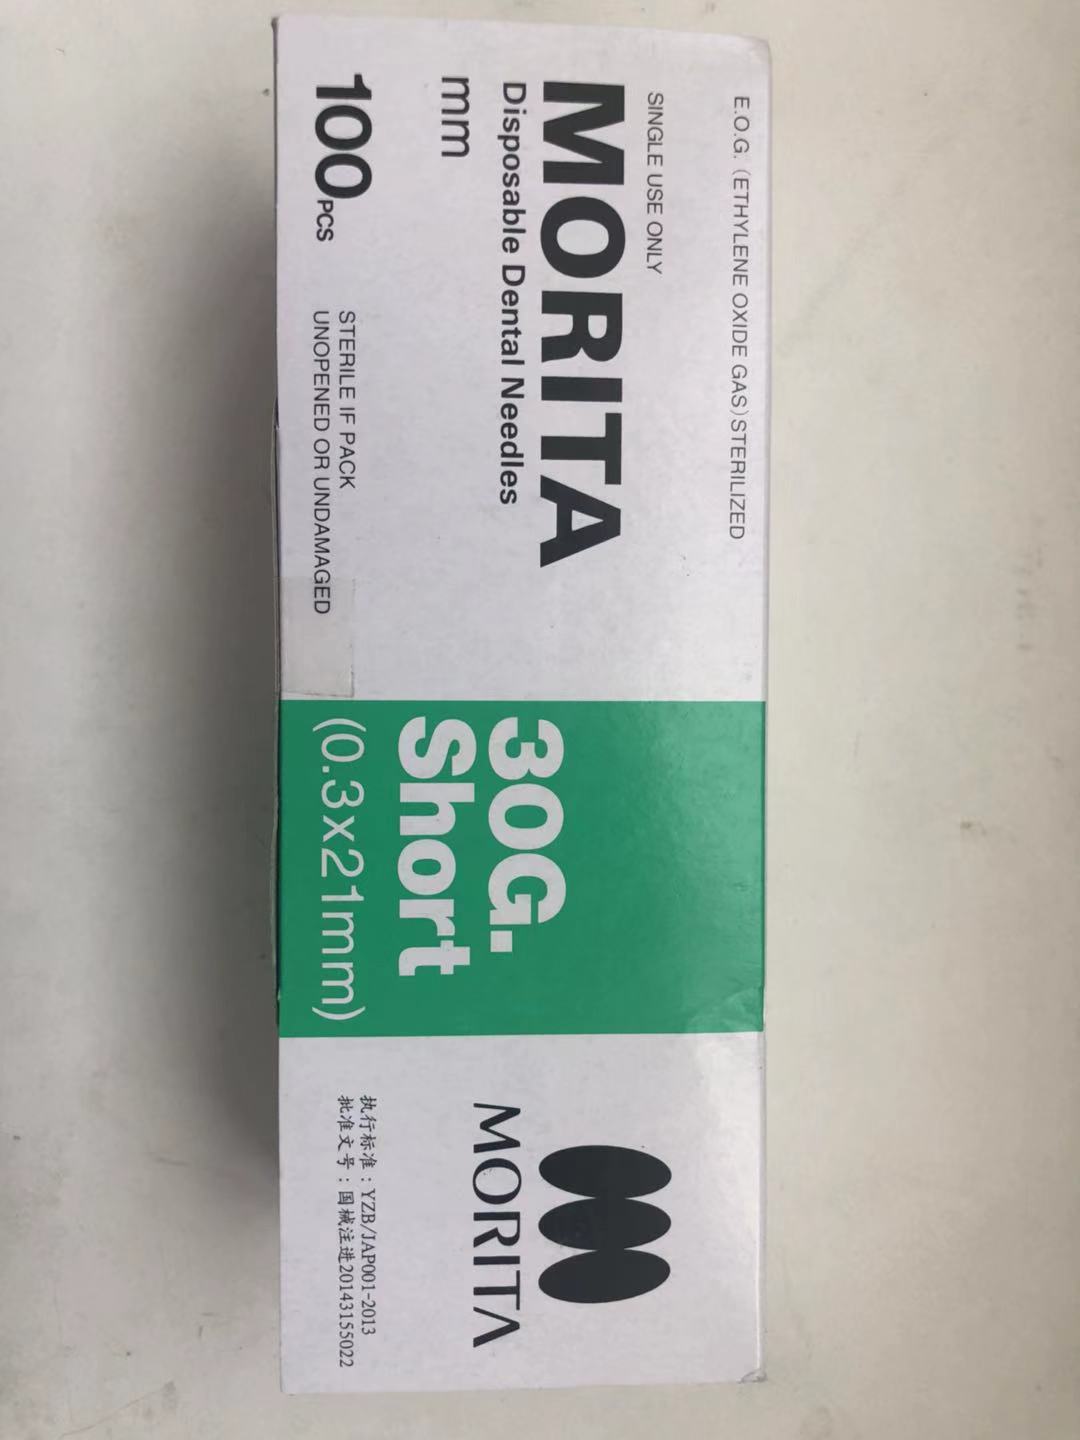 E.O.G. (ETHYLENE OXIDE GAS) STERILIZED
SINGLE USE ONLY
MORITA
Disposable Dental Needles
mm
100PCS
STERILE IF PACK
UNOPENED OR UNDAMAGED
30G.
Short
(0.3x21mm)
MORITA
执行标准：YZB/JAP001-2013
批准文号：国械注进20143155022